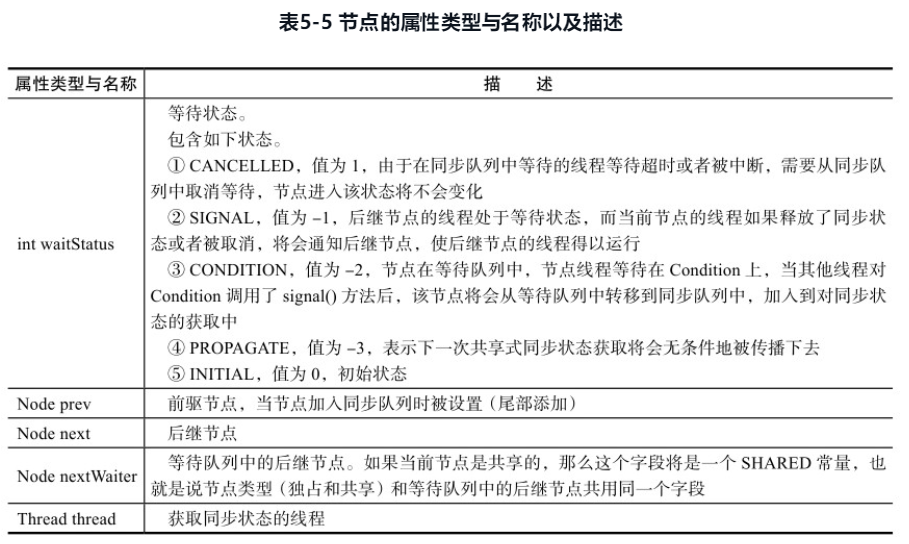 表5-5 节点的属性类型与名称以及描述
属性类型与名称 描 述
int waitStatus
等待状态。
包含如下状态。
① CANCELLED，值为 1，由于在同步队列中等待的线程等待超时或者被中断，需要从同步队
列中取消等待，节点进入该状态将不会变化
② SIGNAL，值为 –1，后继节点的线程处于等待状态，而当前节点的线程如果释放了同步状
态或者被取消，将会通知后继节点，使后继节点的线程得以运行
③ CONDITION，值为 –2，节点在等待队列中，节点线程等待在 Condition 上，当其他线程对
Condition 调用了 signal() 方法后，该节点将会从等待队列中转移到同步队列中，加入到对同步状
态的获取中
④ PROPAGATE，值为 –3，表示下一次共享式同步状态获取将会无条件地被传播下去
⑤ INITIAL，值为 0，初始状态
Node prev 前驱节点，当节点加入同步队列时被设置（尾部添加）
Node next 后继节点
Node nextWaiter
等待队列中的后继节点。如果当前节点是共享的，那么这个字段将是一个 SHARED 常量，也
就是说节点类型（独占和共享）和等待队列中的后继节点共用同一个字段
Thread thread 获取同步状态的线程